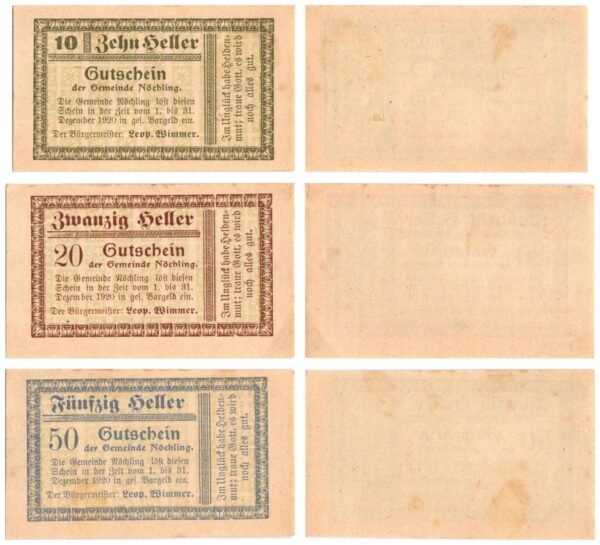 10 Zehn Heller
Gutschein
der Gemeinde Nöchling.
Die Gemeinde Nöchling löst diesen
Schein in der Zeit vom 1. bis 31.
Dezember 1920 in ges. Bargeld ein.
Der Bürgermeister: Leop. Wimmer.
Im Unglück habe Helden-
mut; traue Gott, es wird
noch alles gut.
Zwanzig Heller
20 Gutschein
der Gemeinde Nöchling.
Die Gemeinde Nöchling löst diesen
Schein in der Zeit vom 1. bis 31.
Dezember 1920 in ges. Bargeld ein.
Der Bürgermeister: Leop. Wimmer.
Im Unglück habe Helden-
mut; traue Gott, es wird
noch alles gut.
Fünfzig Heller
50 Gutschein
der Gemeinde Nöchling.
Die Gemeinde Nöchling löst diesen
Schein in der Zeit vom 1. bis 31.
Dezember 1920 in ges. Bargeld ein.
Der Bürgermeister: Leop. Wimmer.
Im Unglück habe Helden-
mut; traue Gott, es wird
noch alles gut.